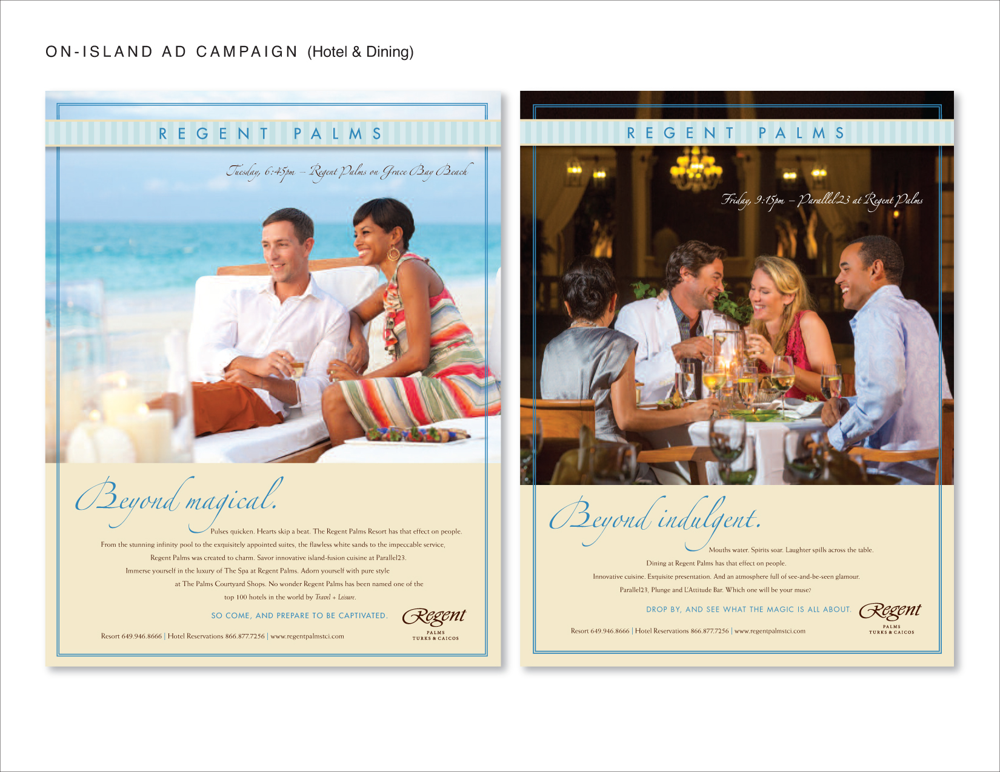 ON-ISLAND AD CAMPAIGN (Hotel & Dining)
REGENT PALMS
Tuesday, 6:45pm – Regent Palms on Grace Bay Beach
Beyond magical.
Pulses quicken. Hearts skip a beat. The Regent Palms Resort has that effect on people.
From the stunning infinity pool to the exquisitely appointed suites, the flawless white sands to the impeccable service,
Regent Palms was created to charm. Savor innovative island-fusion cuisine at Parallel23.
Immerse yourself in the luxury of The Spa at Regent Palms. Adorn yourself with pure style
at The Palms Courtyard Shops. No wonder Regent Palms has been named one of the
top 100 hotels in the world by Travel + Leisure.
SO COME, AND PREPARE TO BE CAPTIVATED.
Resort 649.946.8666 | Hotel Reservations 866.877.7256 | www.regentpalmstci.com
Regent
PALMS
TURKS & CAICOS
REGENT PALMS
Friday, 9:15pm – Parallel23 at Regent Palms
Beyond indulgent.
Mouths water. Spirits soar. Laughter spills across the table.
Dining at Regent Palms has that effect on people.
Innovative cuisine. Exquisite presentation. And an atmosphere full of see-and-be-seen glamour.
Parallel23, Plunge and L'Attitude Bar. Which one will be your muse?
DROP BY, AND SEE WHAT THE MAGIC IS ALL ABOUT.
Resort 649.946.8666 | Hotel Reservations 866.877.7256 | www.regentpalmstci.com
Regent
PALMS
TURKS & CAICOS